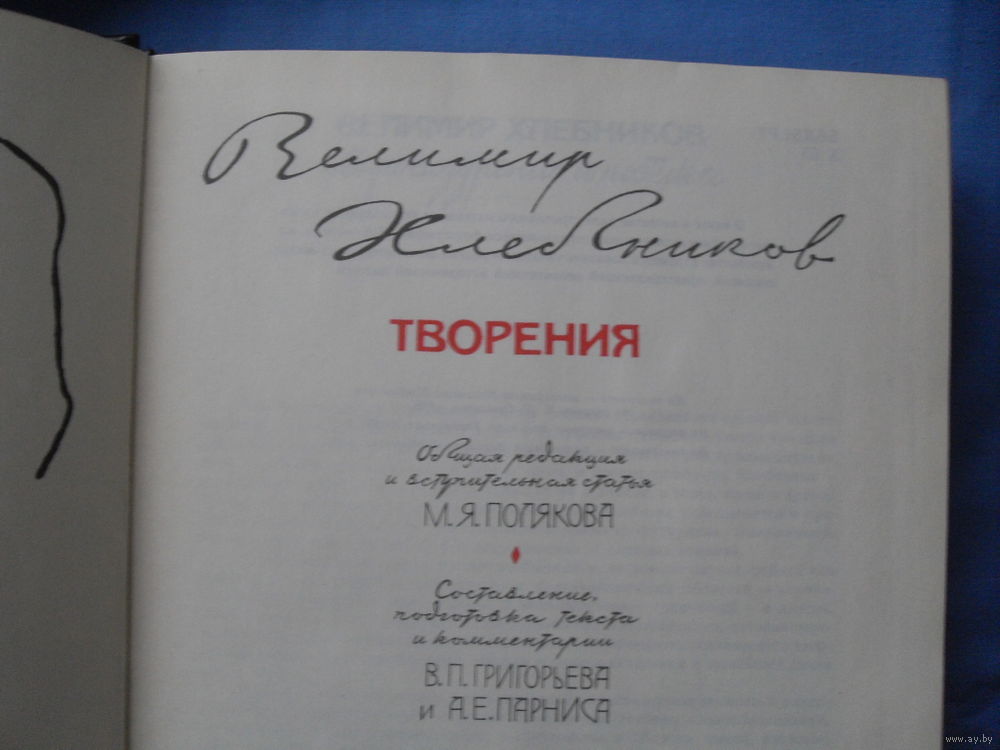 Велимир
Хлебников
ТВОРЕНИЯ
Общая редакция
и вступительная статья
М.Я.ПОЛЯКОВА
Составление,
подготовка текста
и комментарии
В.П.ГРИГОРЬЕВА
и А.Е.ПАРНИСА
www.ay.by